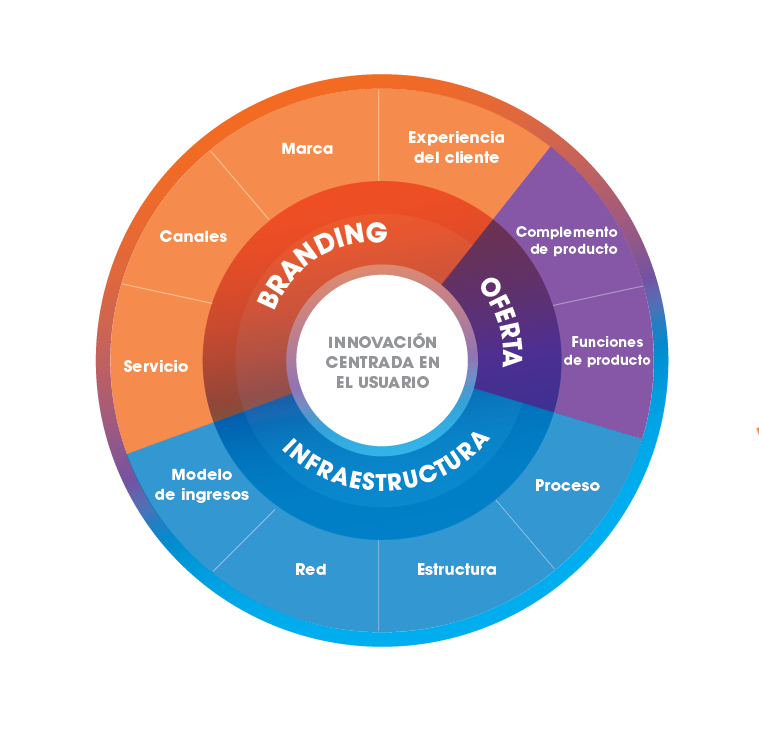 Marca
Experiencia
del cliente
Canales
Complemento
de producto
BRANDING
OFERTA
INNOVACIÓN
CENTRADA EN
EL USUARIO
Funciones
de producto
Servicio
INFRAESTRUCTURA
Modelo
de ingresos
Proceso
Red
Estructura